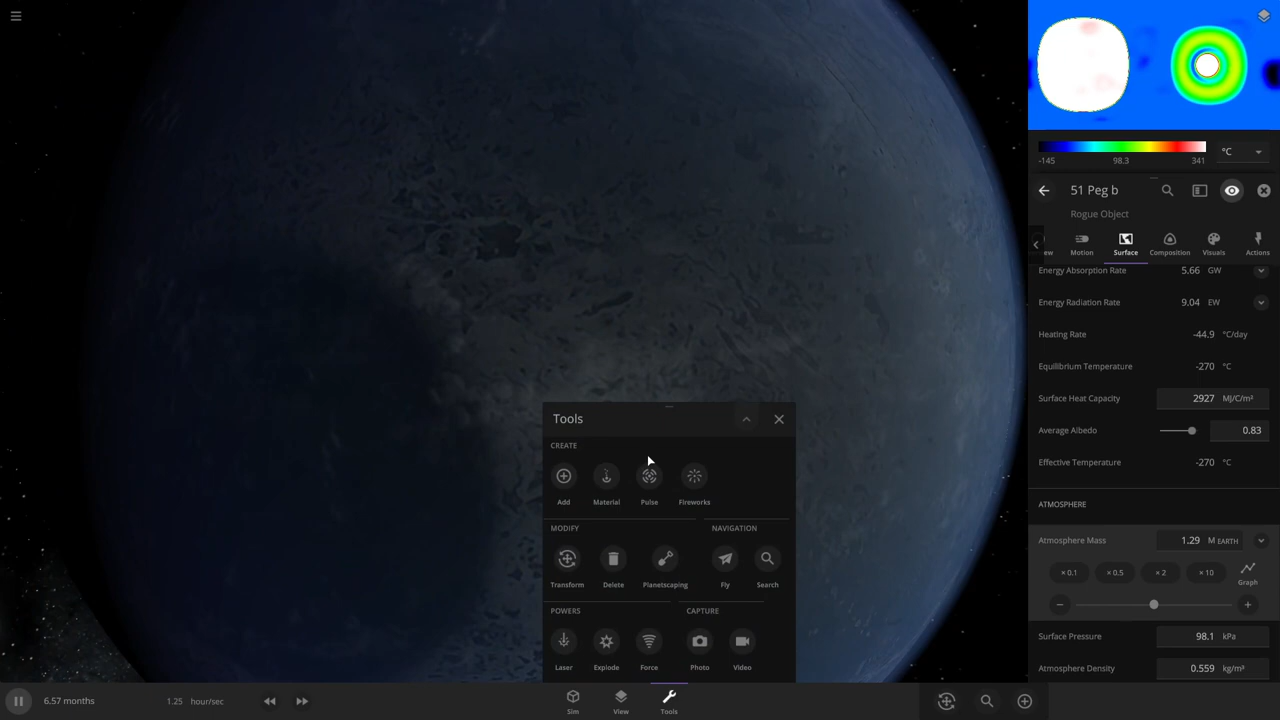 -145 98.3 341 °C
51 Peg b
Rogue Object
ew Motion Surface Composition Visuals Actions
Energy Absorption Rate 5.66 GW
Energy Radiation Rate 9.04 EW
Heating Rate -44.9 °C/day
Equilibrium Temperature -270 °C
Surface Heat Capacity 2927 MJ/C/m²
Average Albedo 0.83
Effective Temperature -270 °C
ATMOSPHERE
Atmosphere Mass 1.29 M EARTH
× 0.1 × 0.5 × 2 × 10 Graph
Surface Pressure 98.1 kPa
Atmosphere Density 0.559 kg/m³
Tools
CREATE
Add Material Pulse Fireworks
MODIFY NAVIGATION
Transform Delete Planetscaping Fly Search
POWERS CAPTURE
Laser Explode Force Photo Video
6.57 months 1.25 hour/sec Sim View Tools